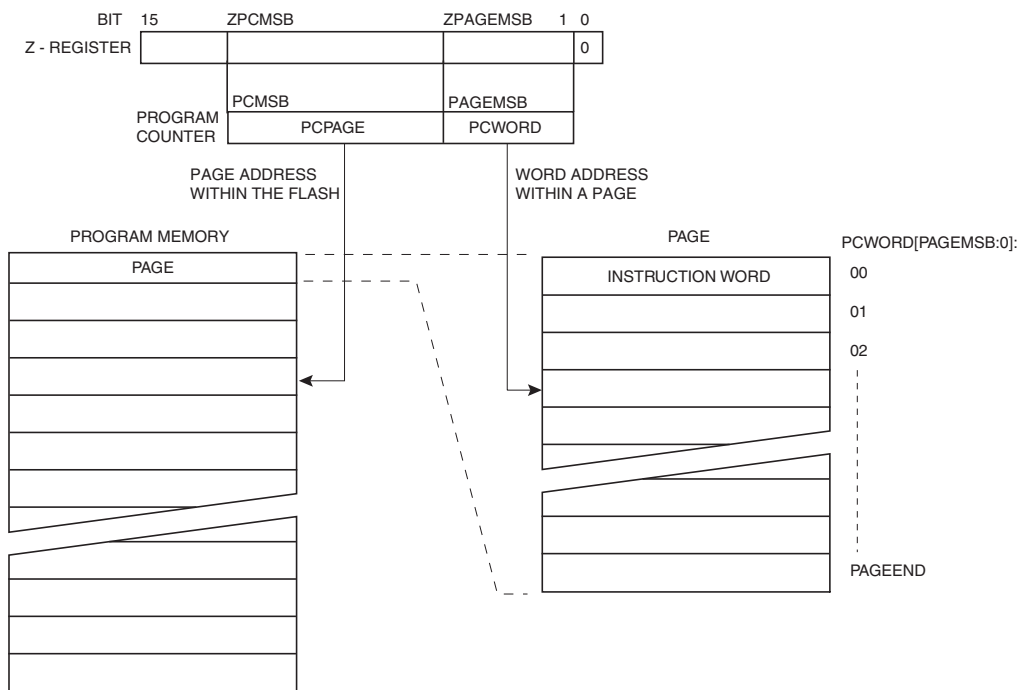 BIT 15 ZPCMSB ZPAGEMSB 1 0
Z - REGISTER 0
PCMSB PAGEMSB
PROGRAM
COUNTER
PCPAGE PCWORD
PAGE ADDRESS
WITHIN THE FLASH
WORD ADDRESS
WITHIN A PAGE
PROGRAM MEMORY PAGE PCWORD[PAGEMSB:0]:
PAGE INSTRUCTION WORD 00
01
02
PAGEEND